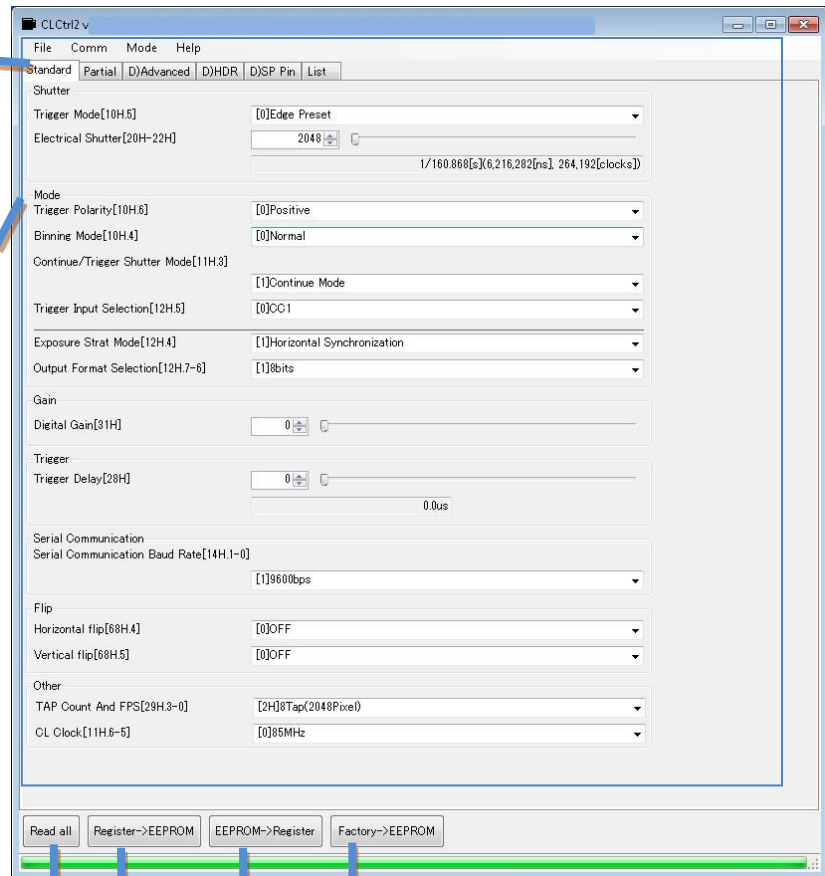 CLCtrl2 v
File Comm Mode Help
Standard Partial D)Advanced D)HDR D)SP Pin List
Shutter
Trigger Mode[10H.5] [0]Edge Preset
Electrical Shutter[20H-22H] 2048
1/160.868[s](6,216,282[ns], 264,192[clocks])
Mode
Trigger Polarity[10H.6] [0]Positive
Binning Mode[10H.4] [0]Normal
Continue/Trigger Shutter Mode[11H.3]
[1]Continue Mode
Trigger Input Selection[12H.5] [0]CC1
Exposure Strat Mode[12H.4] [1]Horizontal Synchronization
Output Format Selection[12H.7-6] [1]8bits
Gain
Digital Gain[31H] 0
Trigger
Trigger Delay[28H] 0
0.0us
Serial Communication
Serial Communication Baud Rate[14H.1-0]
[1]9600bps
Flip
Horizontal flip[68H.4] [0]OFF
Vertical flip[68H.5] [0]OFF
Other
TAP Count And FPS[29H.3-0] [2H]8Tap(2048Pixel)
CL Clock[11H.6-5] [0]85MHz
Read all Register->EEPROM EEPROM->Register Factory->EEPROM